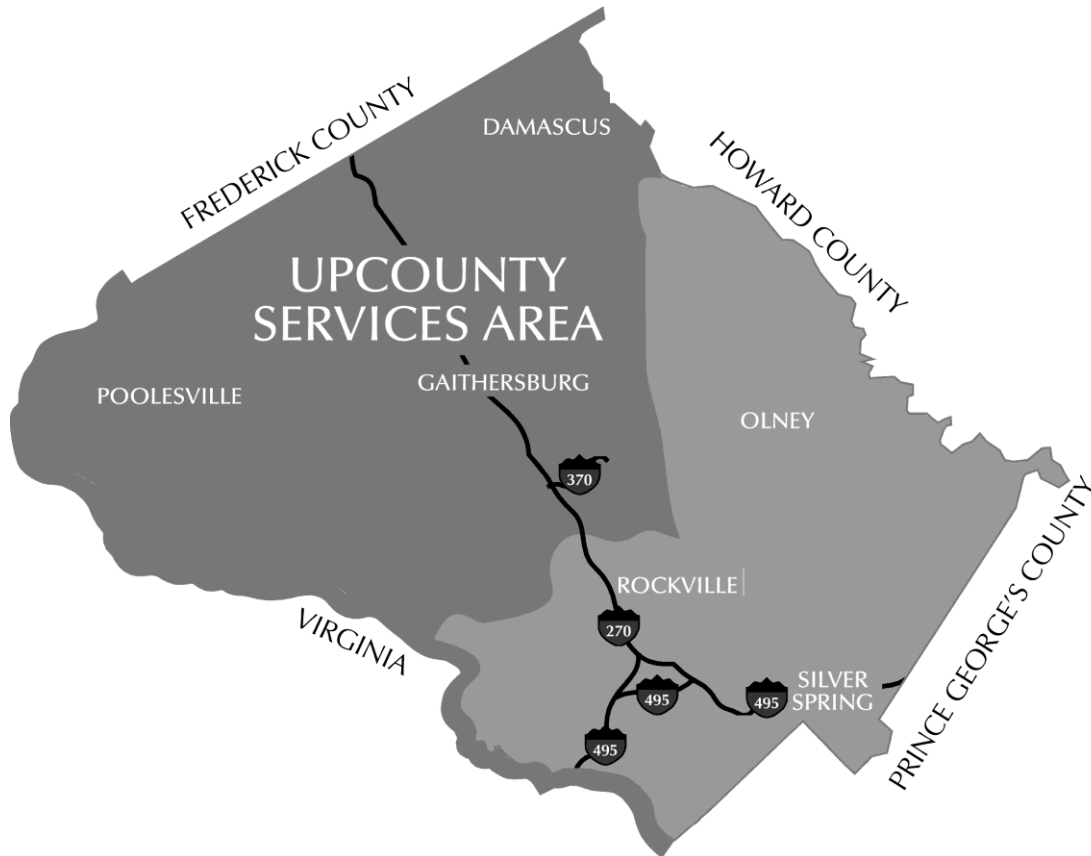 FREDERICK COUNTY
DAMASCUS
HOWARD COUNTY
UPCOUNTY
SERVICES AREA
POOLESVILLE
GAITHERSBURG
OLNEY
370
ROCKVILLE
VIRGINIA
270
PRINCE GEORGE'S COUNTY
495
495
SILVER
SPRING
495